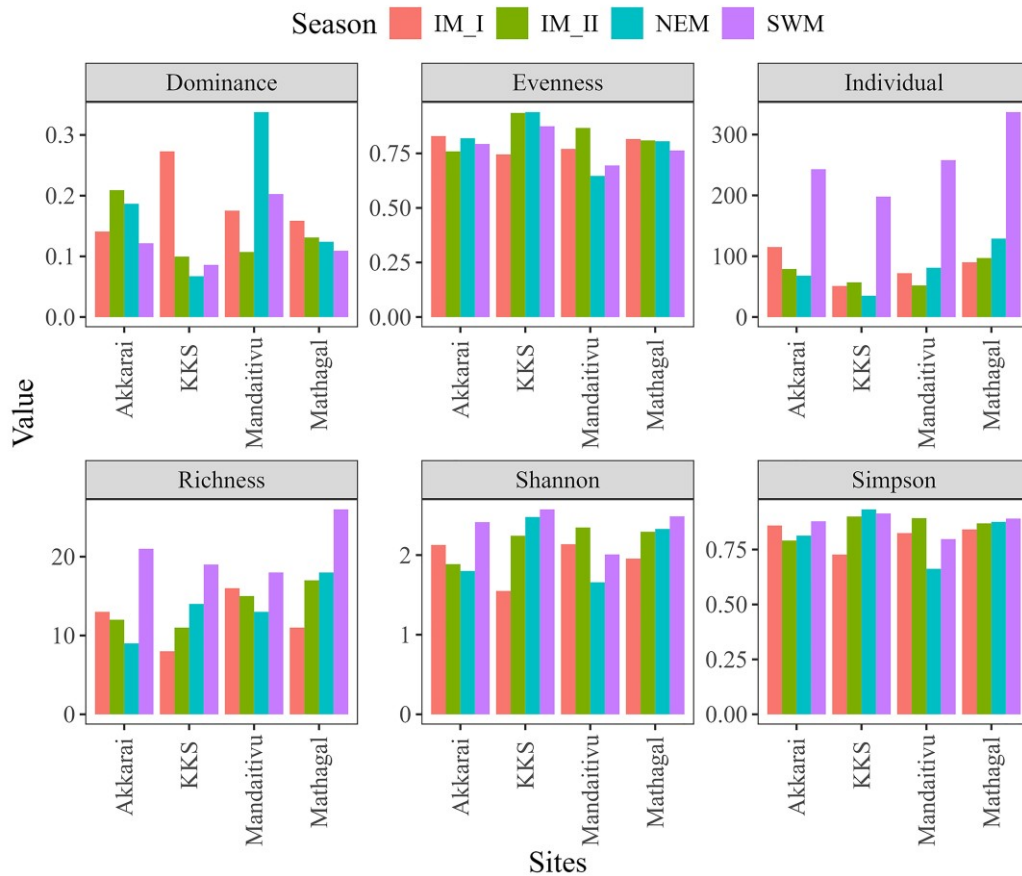 Season IM_I IM_II NEM SWM
Dominance Evenness Individual
0.3
0.2
0.1
0.0
0.75
0.50
0.25
0.00
300
200
100
0
Akkarai KKS Mandaitivu Mathagal
Akkarai KKS Mandaitivu Mathagal
Akkarai KKS Mandaitivu Mathagal
Value
Richness Shannon Simpson
20
10
0
2
1
0
0.75
0.50
0.25
0.00
Akkarai KKS Mandaitivu Mathagal
Akkarai KKS Mandaitivu Mathagal
Akkarai KKS Mandaitivu Mathagal
Sites